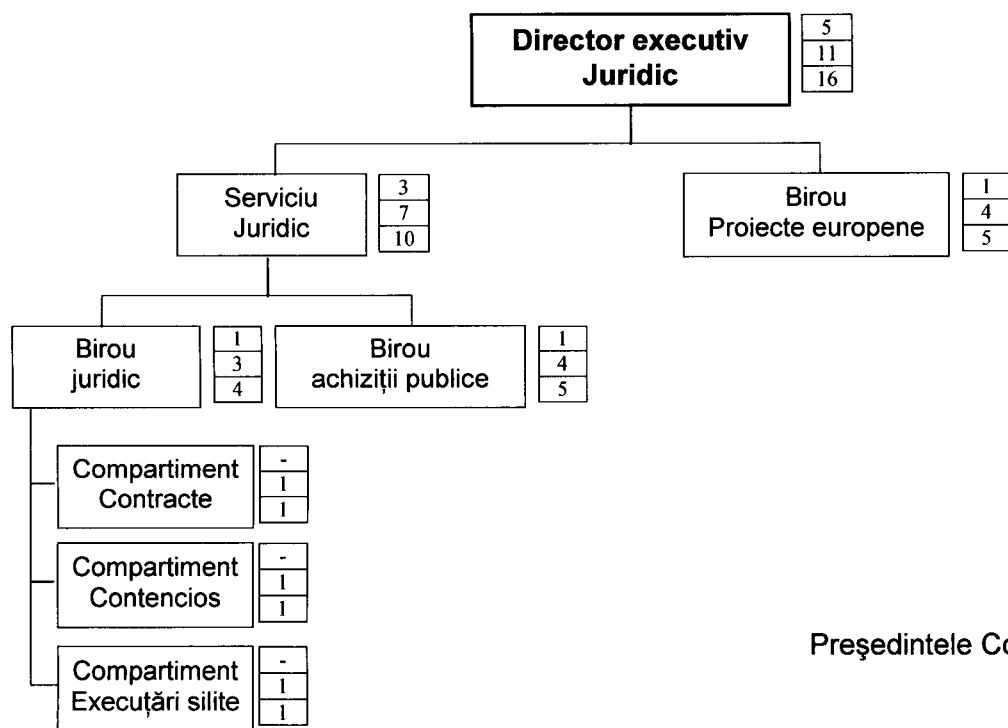 Director executiv
Juridic
5
11
16
Serviciu
Juridic
3
7
10
Birou
Proiecte europene
1
4
5
Birou
juridic
1
3
4
Birou
achiziții publice
1
4
5
Compartiment
Contracte
-
1
1
Compartiment
Contencios
-
1
1
Compartiment
Executări silite
-
1
1
Președintele Co